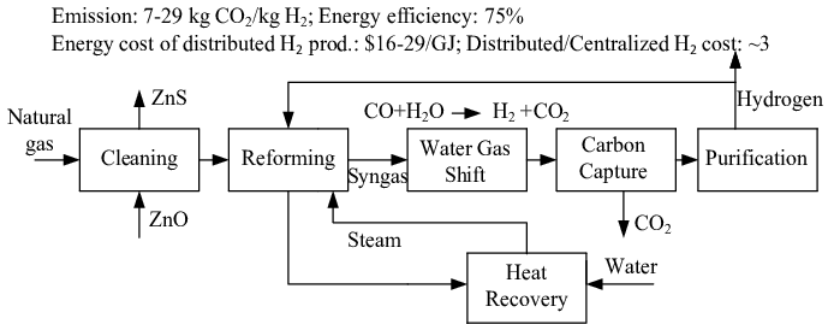 Emission: 7-29 kg CO₂/kg H₂; Energy efficiency: 75%
Energy cost of distributed H₂ prod.: $16-29/GJ; Distributed/Centralized H₂ cost: ~3
ZnS
Hydrogen
Natural
gas
CO+H₂O → H₂ +CO₂
Cleaning
Reforming
Syngas
Water Gas
Shift
Carbon
Capture
Purification
ZnO
Steam
CO₂
Heat
Recovery
Water